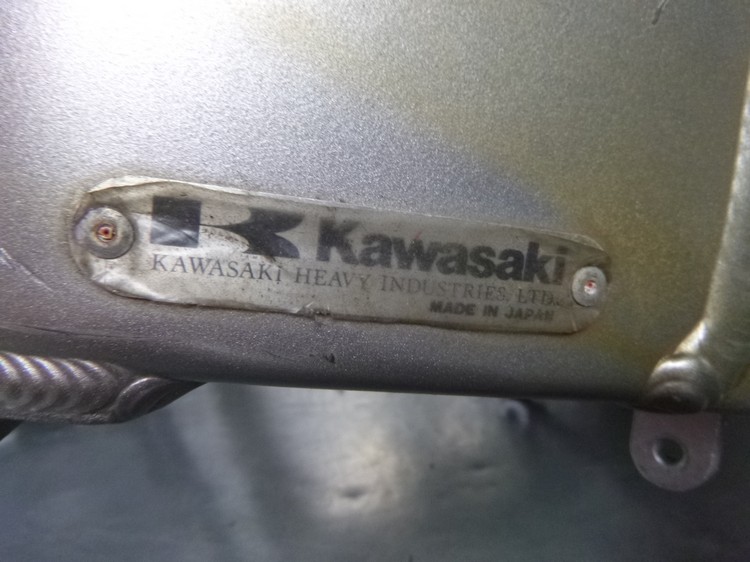 Kawasaki
KAWASAKI HEAVY INDUSTRIES, LTD.
MADE IN JAPAN